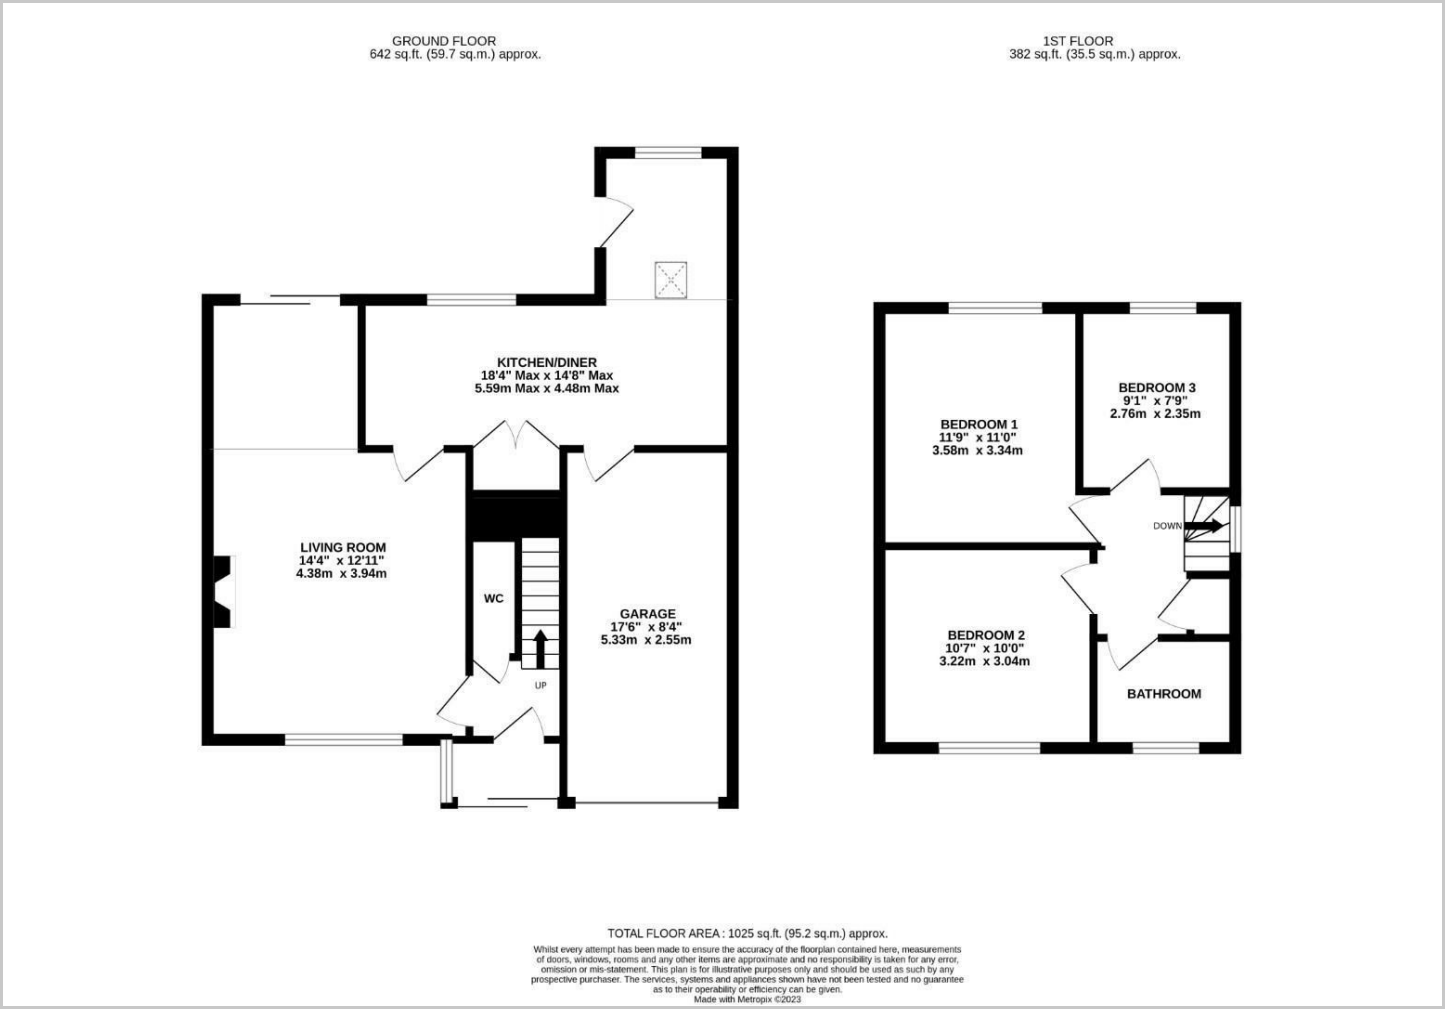 GROUND FLOOR
642 sq.ft. (59.7 sq.m.) approx.
1ST FLOOR
382 sq.ft. (35.5 sq.m.) approx.
KITCHEN/DINER
18'4" Max x 14'8" Max
5.59m Max x 4.48m Max
LIVING ROOM
14'4" x 12'11"
4.38m x 3.94m
WC
UP
GARAGE
17'6" x 8'4"
5.33m x 2.55m
BEDROOM 1
11'9" x 11'0"
3.58m x 3.34m
BEDROOM 3
9'1" x 7'9"
2.76m x 2.35m
DOWN
BEDROOM 2
10'7" x 10'0"
3.22m x 3.04m
BATHROOM
TOTAL FLOOR AREA : 1025 sq.ft. (95.2 sq.m.) approx.
Whilst every attempt has been made to ensure the accuracy of the floorplan contained here, measurements
of doors, windows, rooms and any other items are approximate and no responsibility is taken for any error,
omission or mis-statement. This plan is for illustrative purposes only and should be used as such by any
prospective purchaser. The services, systems and appliances shown have not been tested and no guarantee
as to their operability or efficiency can be given.
Made with Metropix ©2023